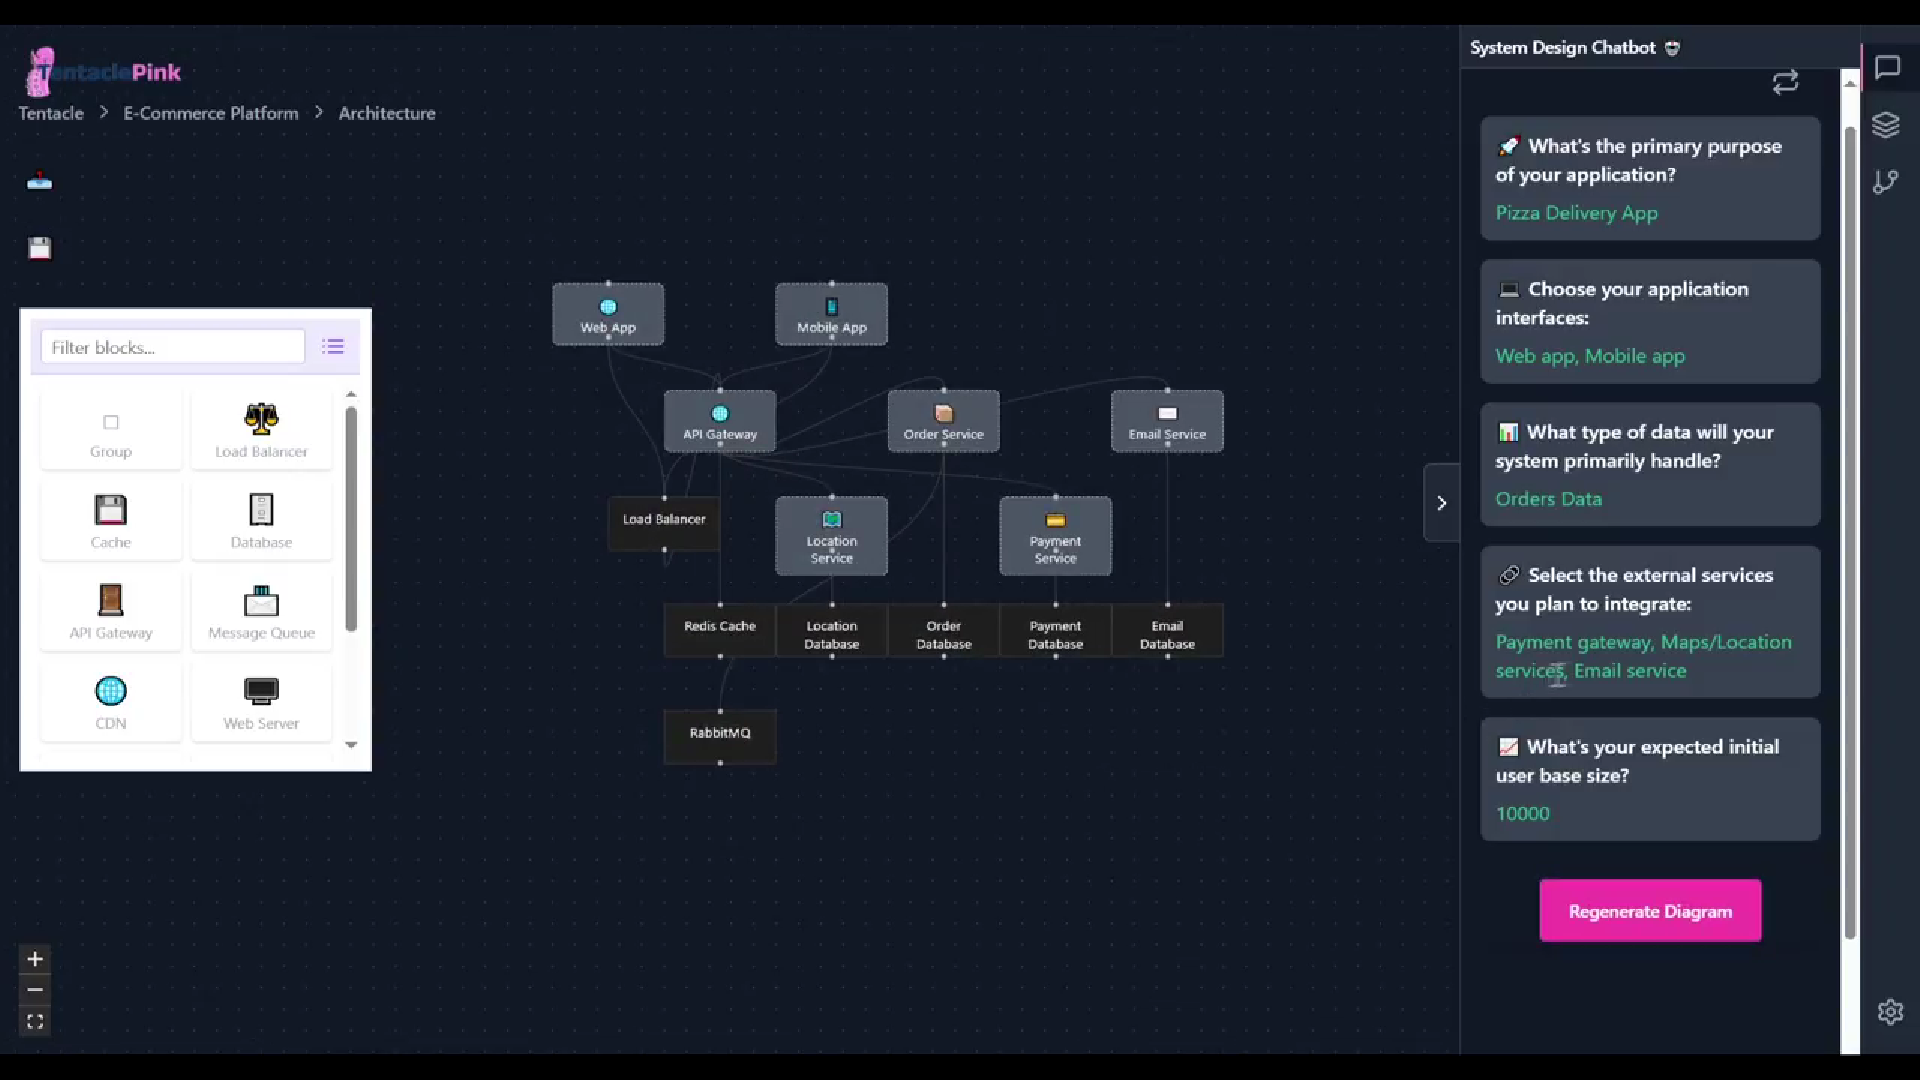 System Design Chatbot
TentaclePink
Tentacle > E-Commerce Platform > Architecture
Filter blocks...
Group
Load Balancer
Cache
Database
API Gateway
Message Queue
CDN
Web Server
Web App
Mobile App
API Gateway
Order Service
Email Service
Load Balancer
Location
Service
Payment
Service
Redis Cache
Location
Database
Order
Database
Payment
Database
Email
Database
RabbitMQ
What's the primary purpose
of your application?
Pizza Delivery App
Choose your application
interfaces:
Web app, Mobile app
What type of data will your
system primarily handle?
Orders Data
Select the external services
you plan to integrate:
Payment gateway, Maps/Location
services, Email service
What's your expected initial
user base size?
10000
Regenerate Diagram